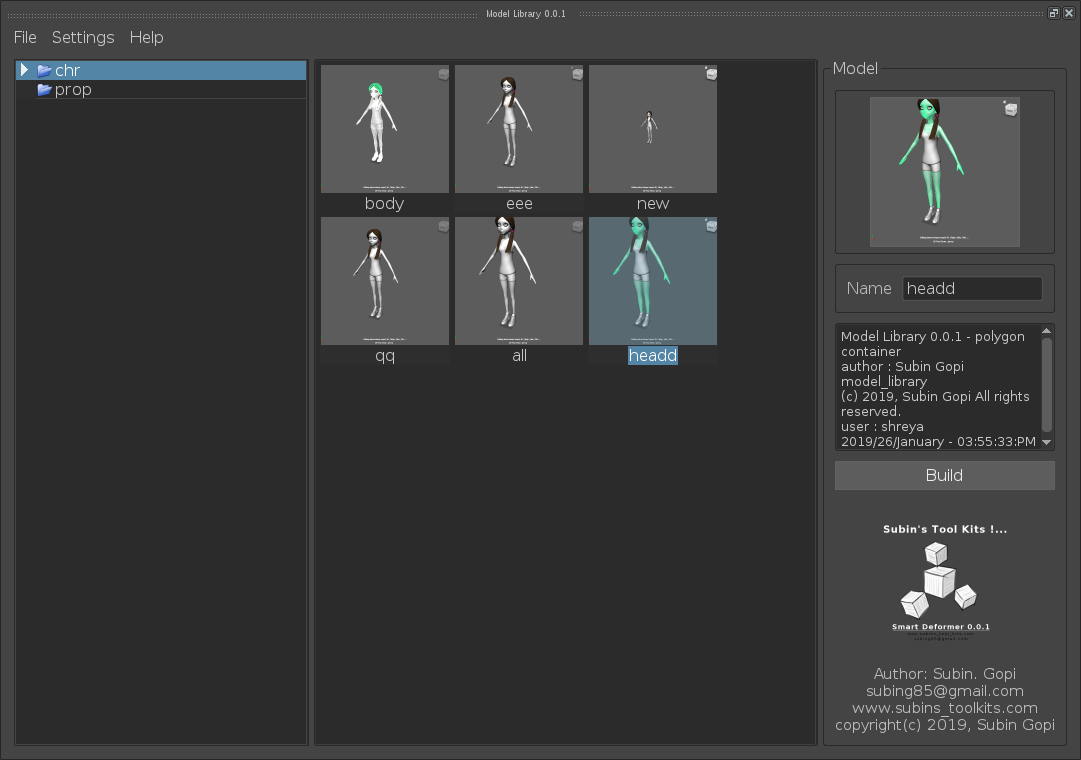 Model Library 0.0.1
File Settings Help
chr
prop
body
eee
new
qq
all
headd
Model
Name headd
Model Library 0.0.1 - polygon
container
author : Subin Gopi
model_library
(c) 2019, Subin Gopi All rights
reserved.
user : shreya
2019/26/January - 03:55:33:PM
Build
Subin's Tool Kits !...
Smart Deformer 0.0.1
Author: Subin. Gopi
subing85@gmail.com
www.subins_toolkits.com
copyright(c) 2019, Subin Gopi